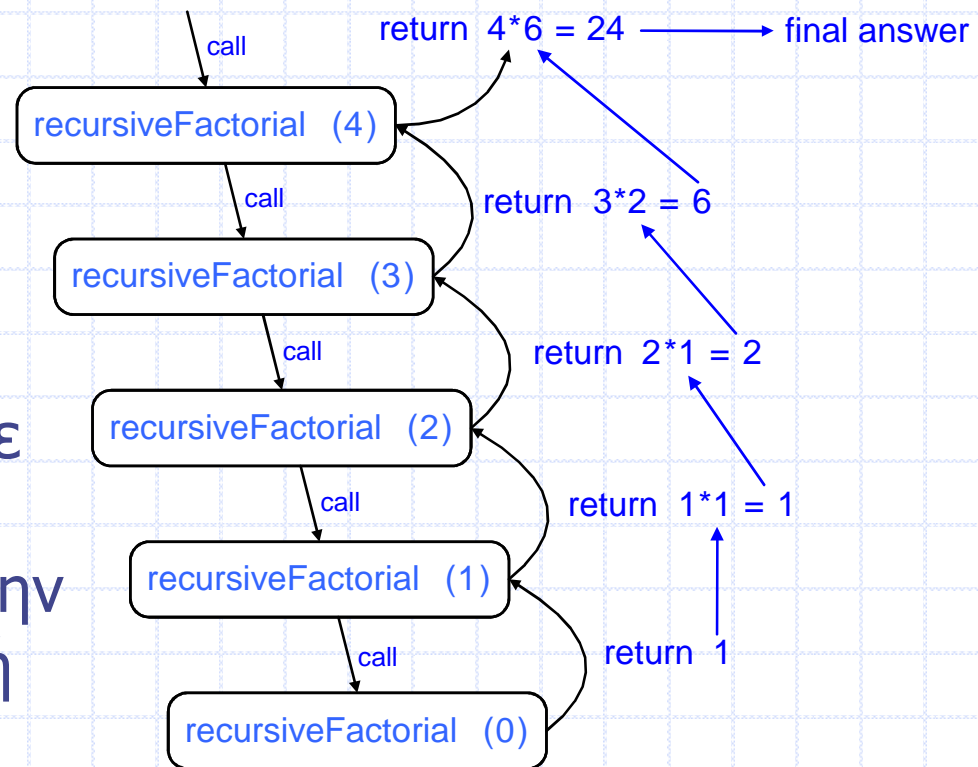 call
return 4*6 = 24
final answer
recursiveFactorial (4)
call
return 3*2 = 6
recursiveFactorial (3)
call
return 2*1 = 2
ε
recursiveFactorial (2)
call
return 1*1 = 1
ην
recursiveFactorial (1)
η
call
return 1
recursiveFactorial (0)